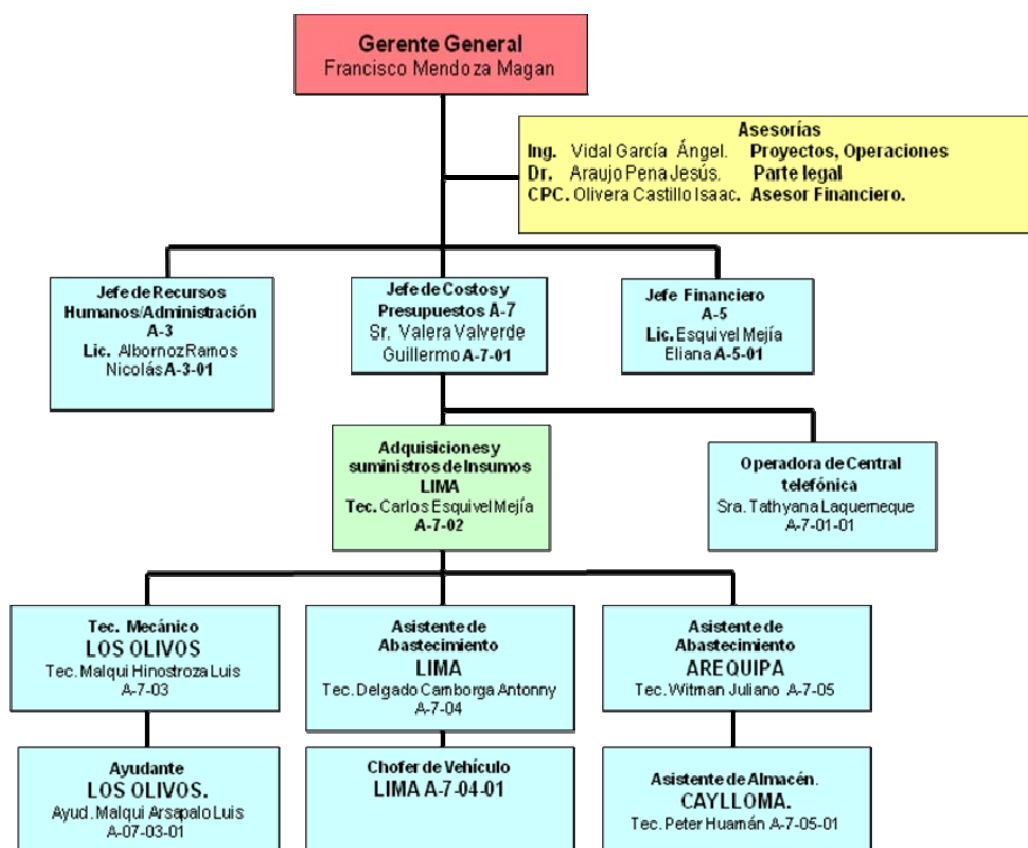 Gerente General
Francisco Mendoza Magan
Asesorías
Ing. Vidal García Ángel. Proyectos, Operaciones
Dr. Araujo Pena Jesús. Parte legal
CPC. Olivera Castillo Isaac. Asesor Financiero.
Jefe de Recursos
Humanos/Administración
A-3
Lic. Albornoz Ramos
Nicolás A-3-01
Jefe de Costos y
Presupuestos A-7
Sr. Valera Valverde
Guillermo A-7-01
Jefe Financiero
A-5
Lic. Esquivel Mejía
Eliana A-5-01
Adquisiciones y
suministros de Insumos
LIMA
Tec. Carlos Esquivel Mejía
A-7-02
Operadora de Central
telefónica
Sra. Tathyana Laquerneque
A-7-01-01
Tec. Mecánico
LOS OLIVOS
Tec. Malqui Hinostroza Luis
A-7-03
Asistente de
Abastecimiento
LIMA
Tec. Delgado Camborga Antonny
A-7-04
Asistente de
Abastecimiento
AREQUIPA
Tec. Witman Juliano A-7-05
Ayudante
LOS OLIVOS.
Ayud. Malqui Arsapalo Luis
A-07-03-01
Chofer de Vehículo
LIMA A-7-04-01
Asistente de Almacén.
CAYLLOMA.
Tec. Peter Huamán A-7-05-01